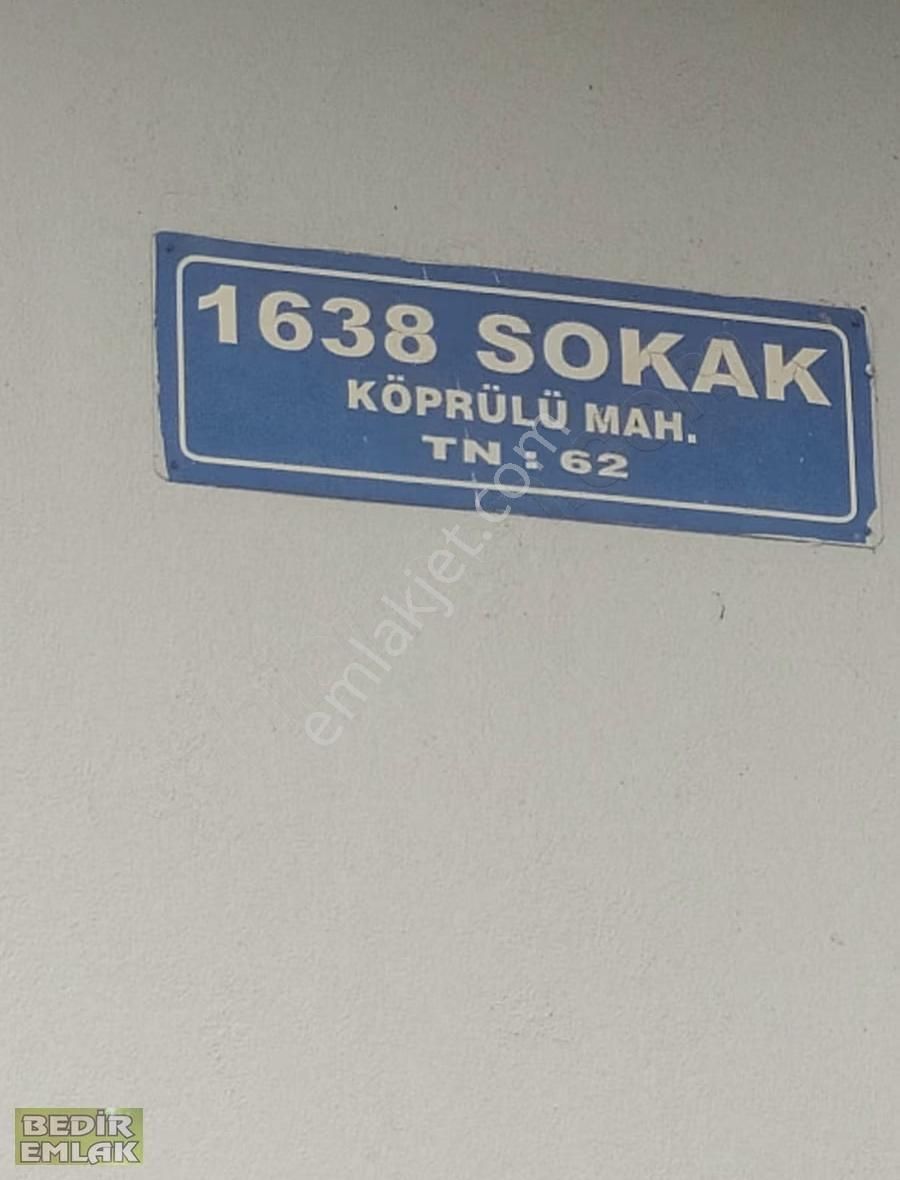 1638 SOKAK
KÖPRÜLÜ MAH.
TN : 62
emlakjet.com
BEDİR
EMLAK